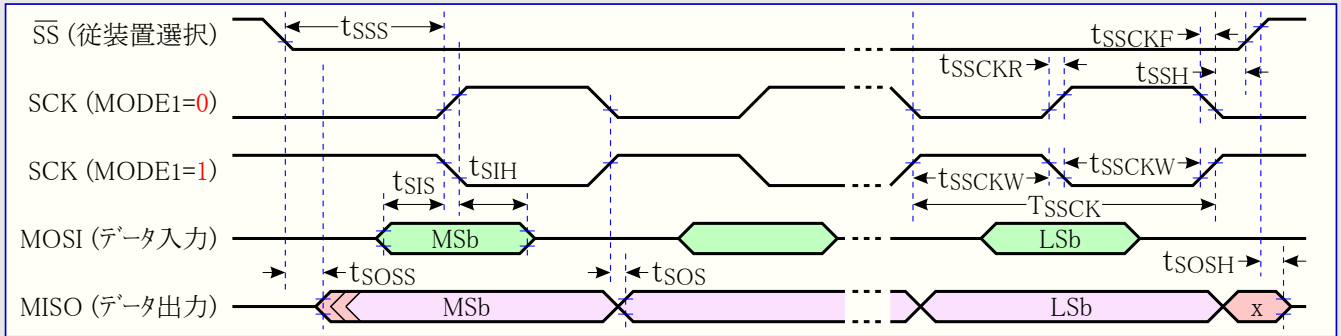 SS (従装置選択)
tSSS
tSSCKF
tSSCKR
tSSH
SCK (MODE1=0)
SCK (MODE1=1)
tSIS
tSIH
tSSCKW
tSSCKW
TSSCK
MOSI (データ入力)
MSb
LSb
tSOSS
tSOS
tSOSH
MISO (データ出力)
MSb
LSb
x